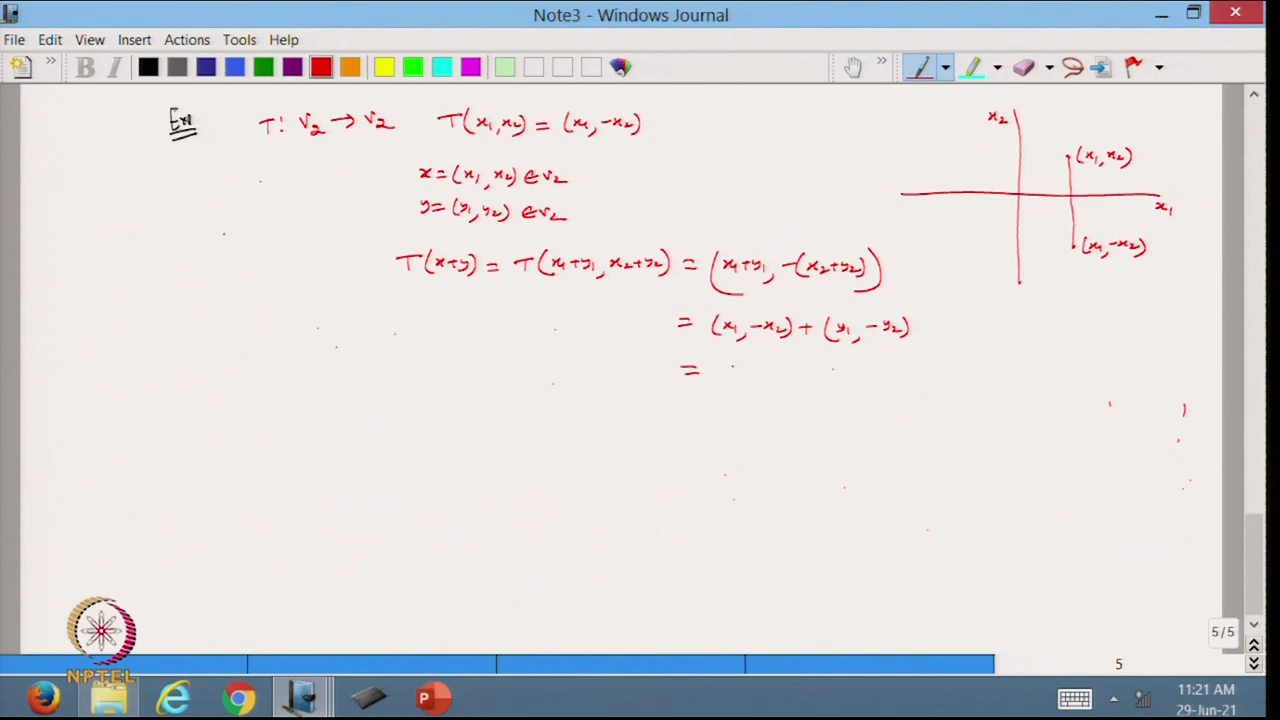 Note3 - Windows Journal
File Edit View Insert Actions Tools Help
Ex:
T: V₂ → V₂ T(x₁, x₂) = (x₁, -x₂)
x = (x₁, x₂) ∈ V₂
y = (y₁, y₂) ∈ V₂
T(x+y) = T(x₁+y₁, x₂+y₂) = (x₁+y₁, -(x₂+y₂))
= (x₁, -x₂) + (y₁, -y₂)
=
x₂
(x₁, x₂)
x₁
(x₁, -x₂)
5/5
NPTEL
5
11:21 AM
29-Jun-21